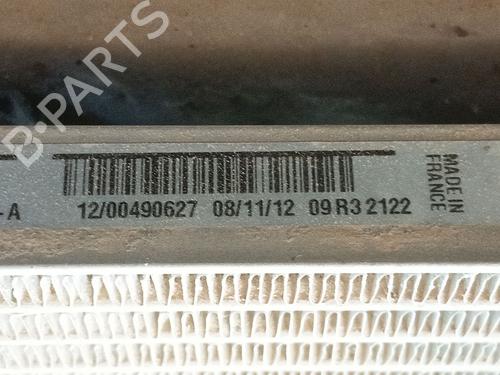 B-PARTS
- A 12/00490627 08/11/12 09 R3 2122
MADE IN
FRANCE